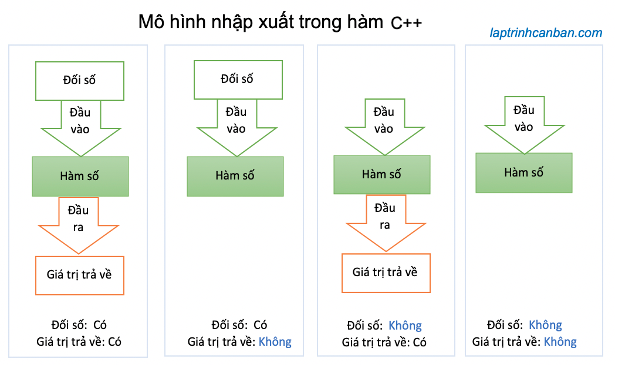 Mô hình nhập xuất trong hàm C++
laptrinhcanban.com
Đối số
Đầu
vào
Hàm số
Đầu
ra
Giá trị trả về
Đối số: Có
Giá trị trả về: Có
Đối số
Đầu
vào
Hàm số
Đối số: Có
Giá trị trả về: Không
Đầu
vào
Hàm số
Đầu
ra
Giá trị trả về
Đối số: Không
Giá trị trả về: Có
Đầu
vào
Hàm số
Đối số: Không
Giá trị trả về: Không